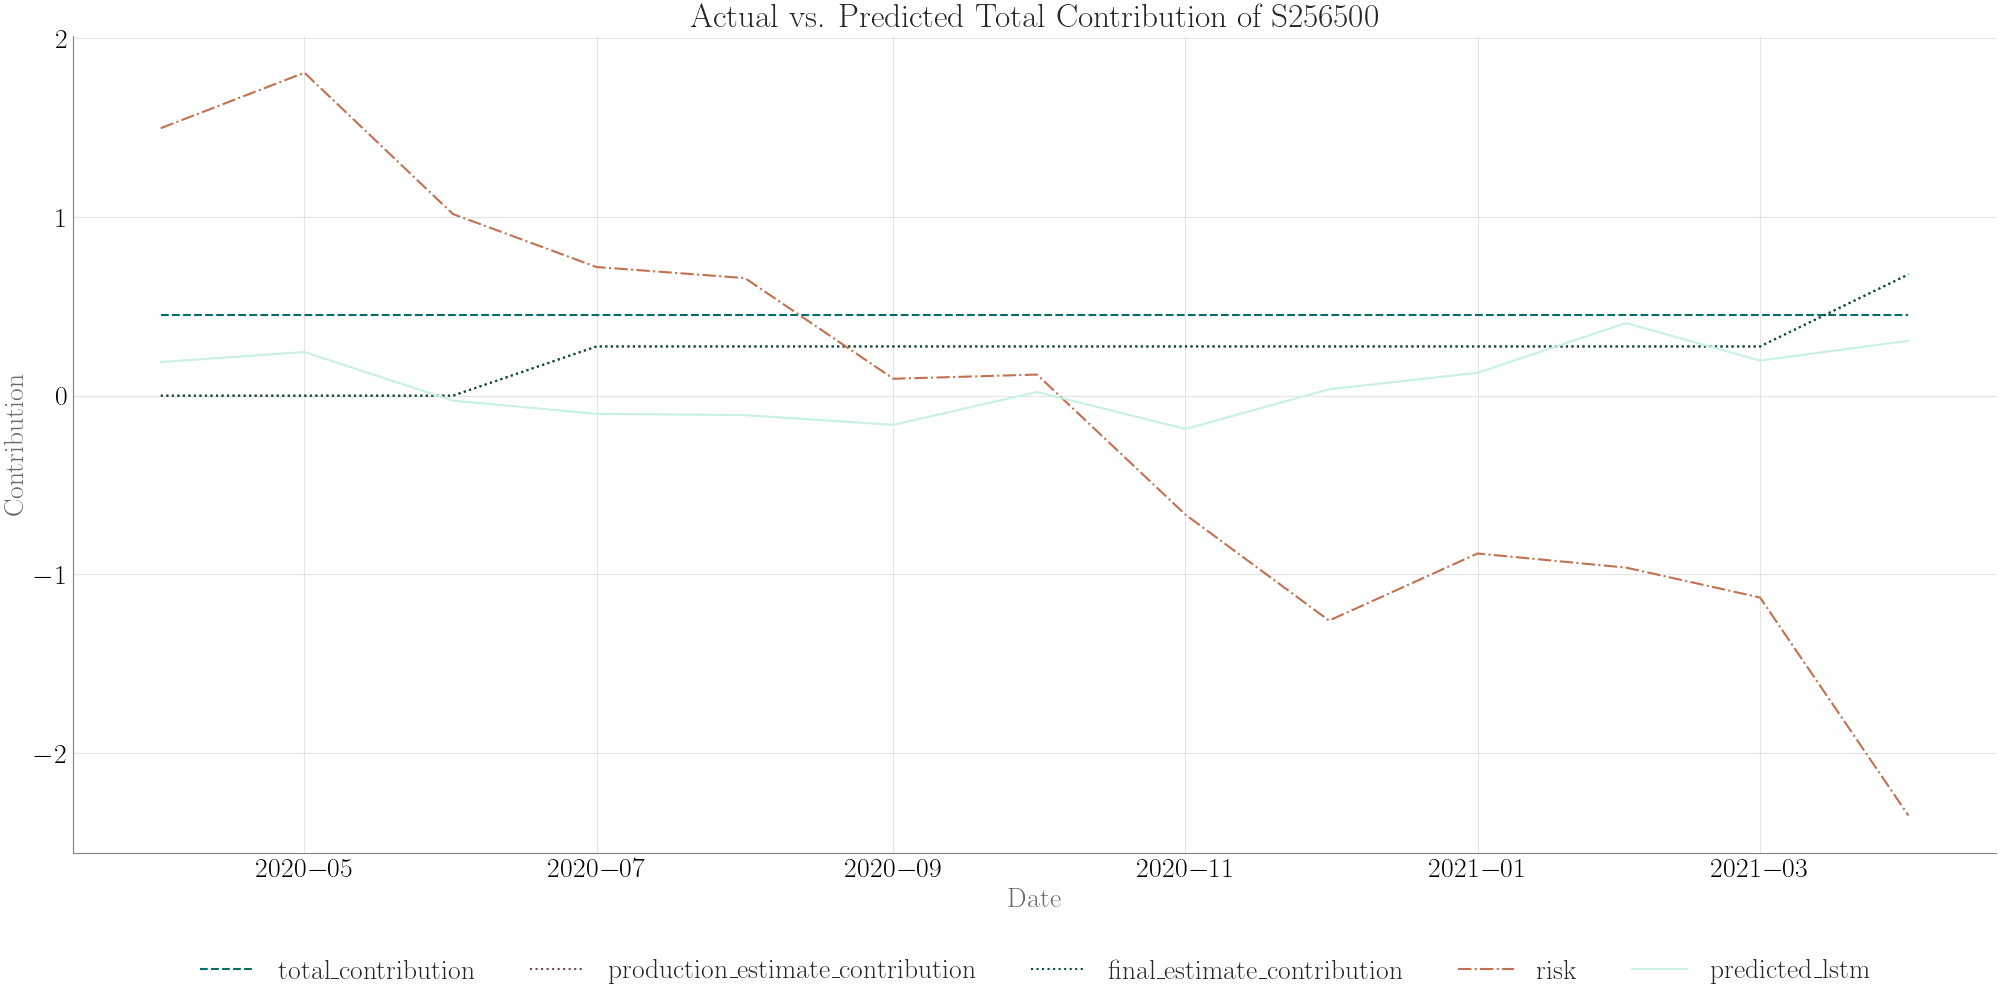 Actual vs. Predicted Total Contribution of S256500
2
1
0
−1
−2
Contribution
2020−05 2020−07 2020−09 2020−11 2021−01 2021−03
Date
total_contribution production_estimate_contribution final_estimate_contribution risk predicted_lstm